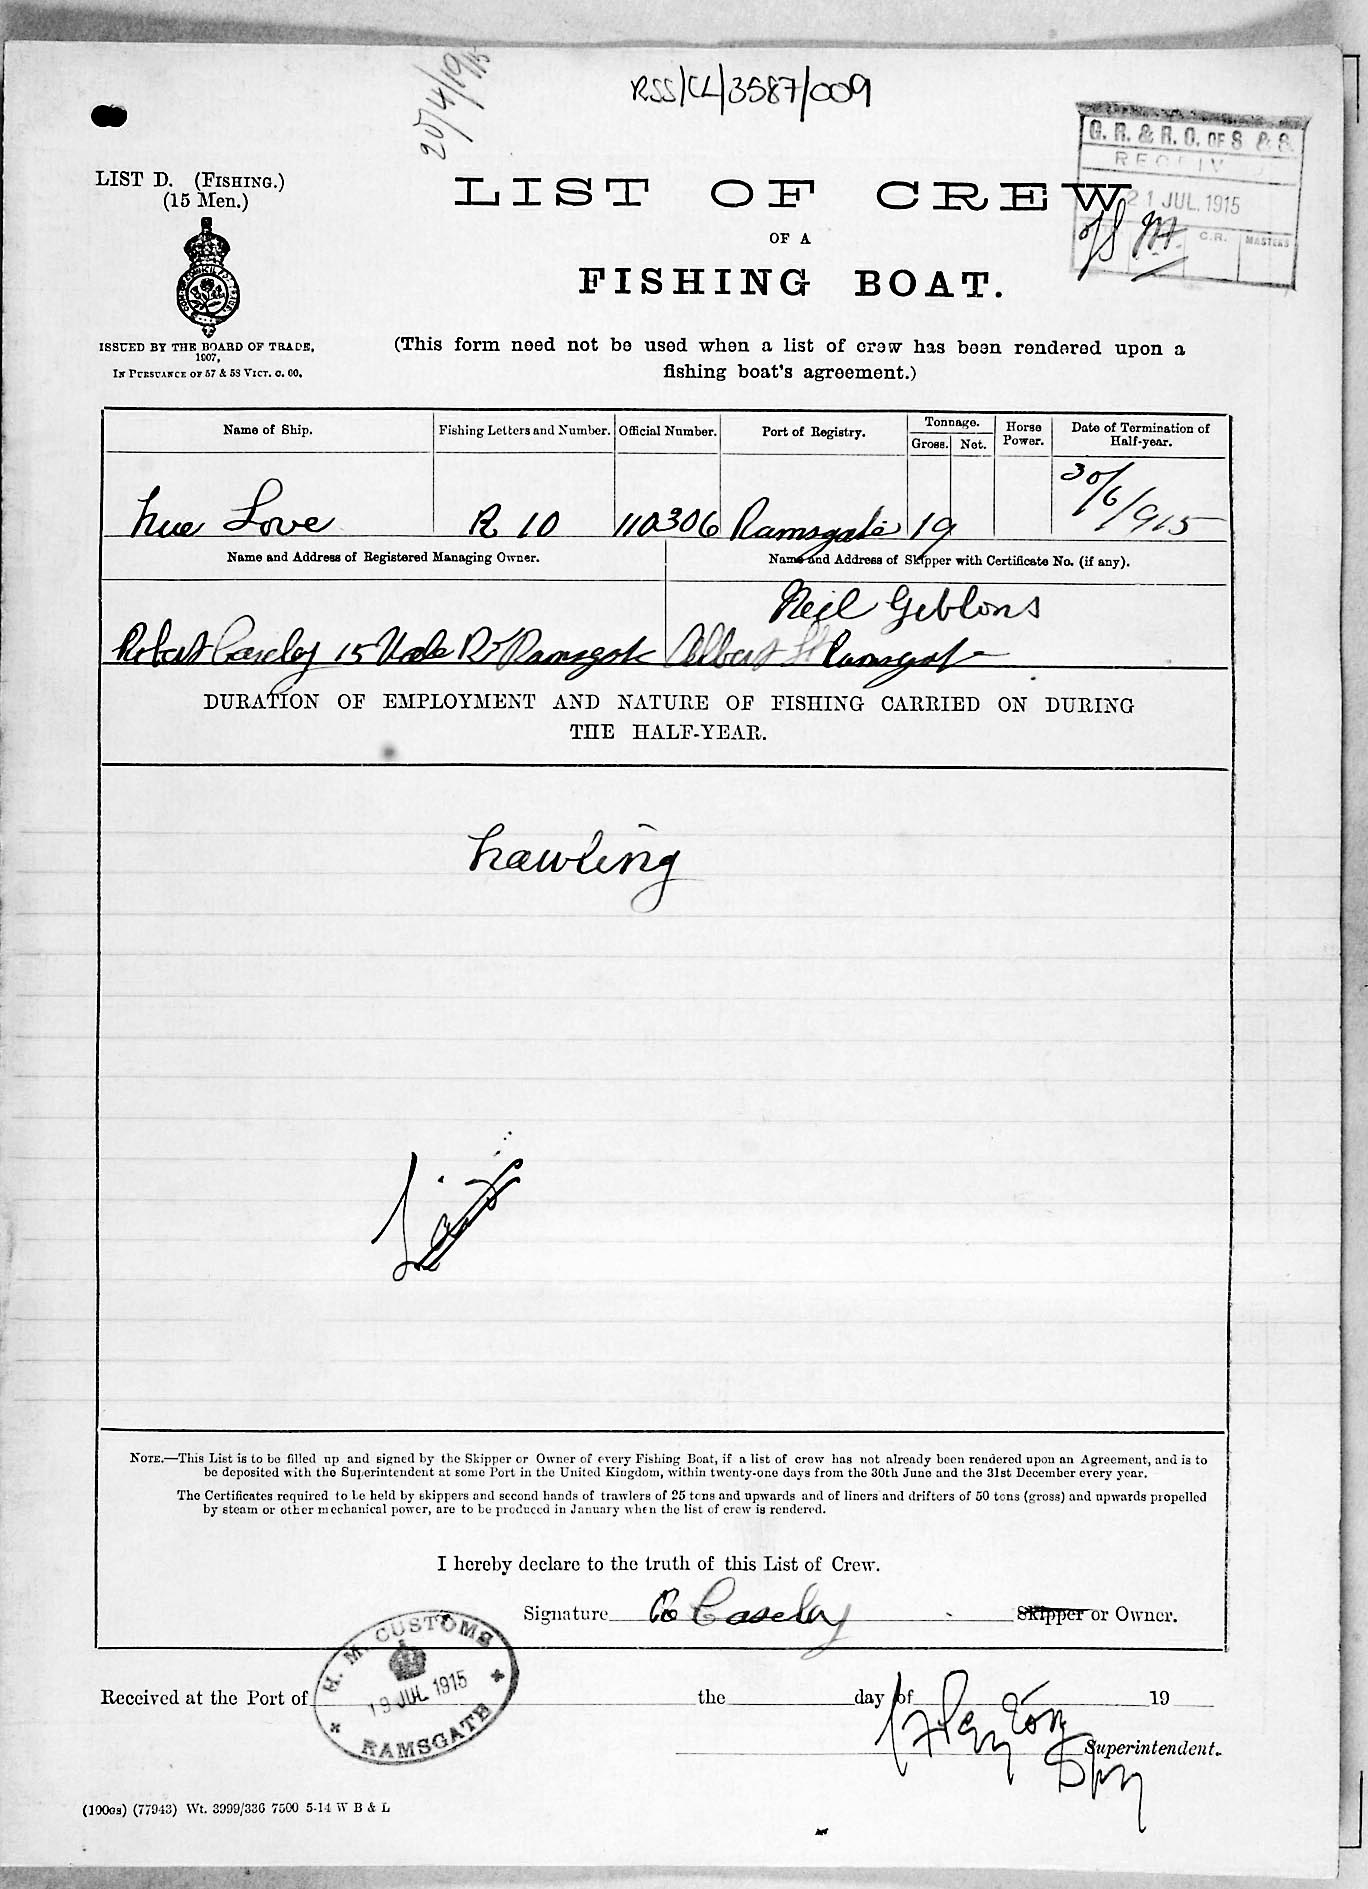 20/4/1915
RSS/CL/3587/009
G. R. & R. O. OF S & S.
RECEIV
21 JUL. 1915
C.R. MASTERS
LIST D. (FISHING.)
(15 Men.)
LIST OF CREW
OF A
FISHING BOAT.
ISSUED BY THE BOARD OF TRADE,
1907,
IN PURSUANCE OF 57 & 58 VICT. C. 60.
(This form need not be used when a list of crew has been rendered upon a
fishing boat's agreement.)
Name of Ship. Fishing Letters and Number. Official Number. Port of Registry. Tonnage. Gross. Net. Horse Power. Date of Termination of Half-year.
True Love R 10 110306 Ramsgate 19 30/6/915
Name and Address of Registered Managing Owner. Name and Address of Skipper with Certificate No. (if any).
Neil Gibbons
Robert Caseley 15 Vale Rd Ramsgate Albert St Ramsgate
DURATION OF EMPLOYMENT AND NATURE OF FISHING CARRIED ON DURING
THE HALF-YEAR.
Trawling
NOTE.—This List is to be filled up and signed by the Skipper or Owner of every Fishing Boat, if a list of crew has not already been rendered upon an Agreement, and is to
be deposited with the Superintendent at some Port in the United Kingdom, within twenty-one days from the 30th June and the 31st December every year.
The Certificates required to be held by skippers and second hands of trawlers of 25 tons and upwards and of liners and drifters of 50 tons (gross) and upwards propelled
by steam or other mechanical power, are to be produced in January when the list of crew is rendered.
I hereby declare to the truth of this List of Crew.
Signature R Caseley Skipper or Owner.
H. M. CUSTOMS
19 JUL 1915
RAMSGATE
Received at the Port of the day of 19
Superintendent.
(100gs) (77943) Wt. 3999/336 7500 5-14 W B & L